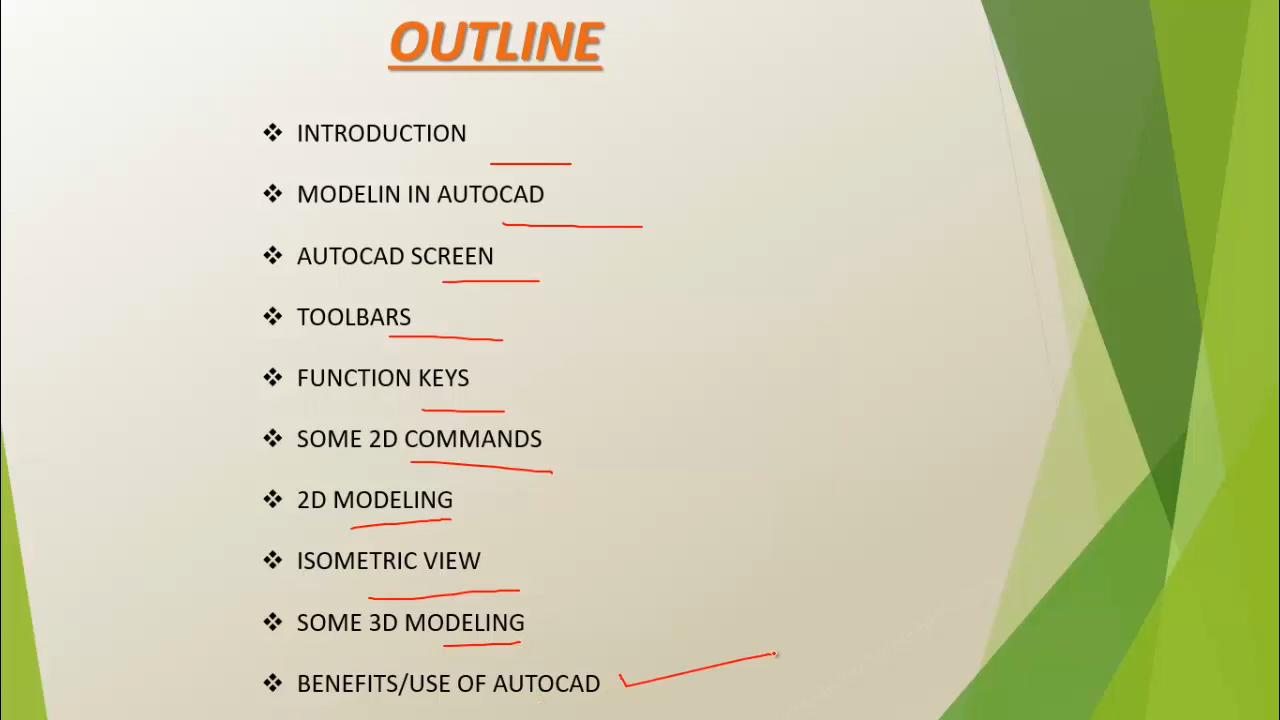 OUTLINE
INTRODUCTION
MODELIN IN AUTOCAD
AUTOCAD SCREEN
TOOLBARS
FUNCTION KEYS
SOME 2D COMMANDS
2D MODELING
ISOMETRIC VIEW
SOME 3D MODELING
BENEFITS/USE OF AUTOCAD